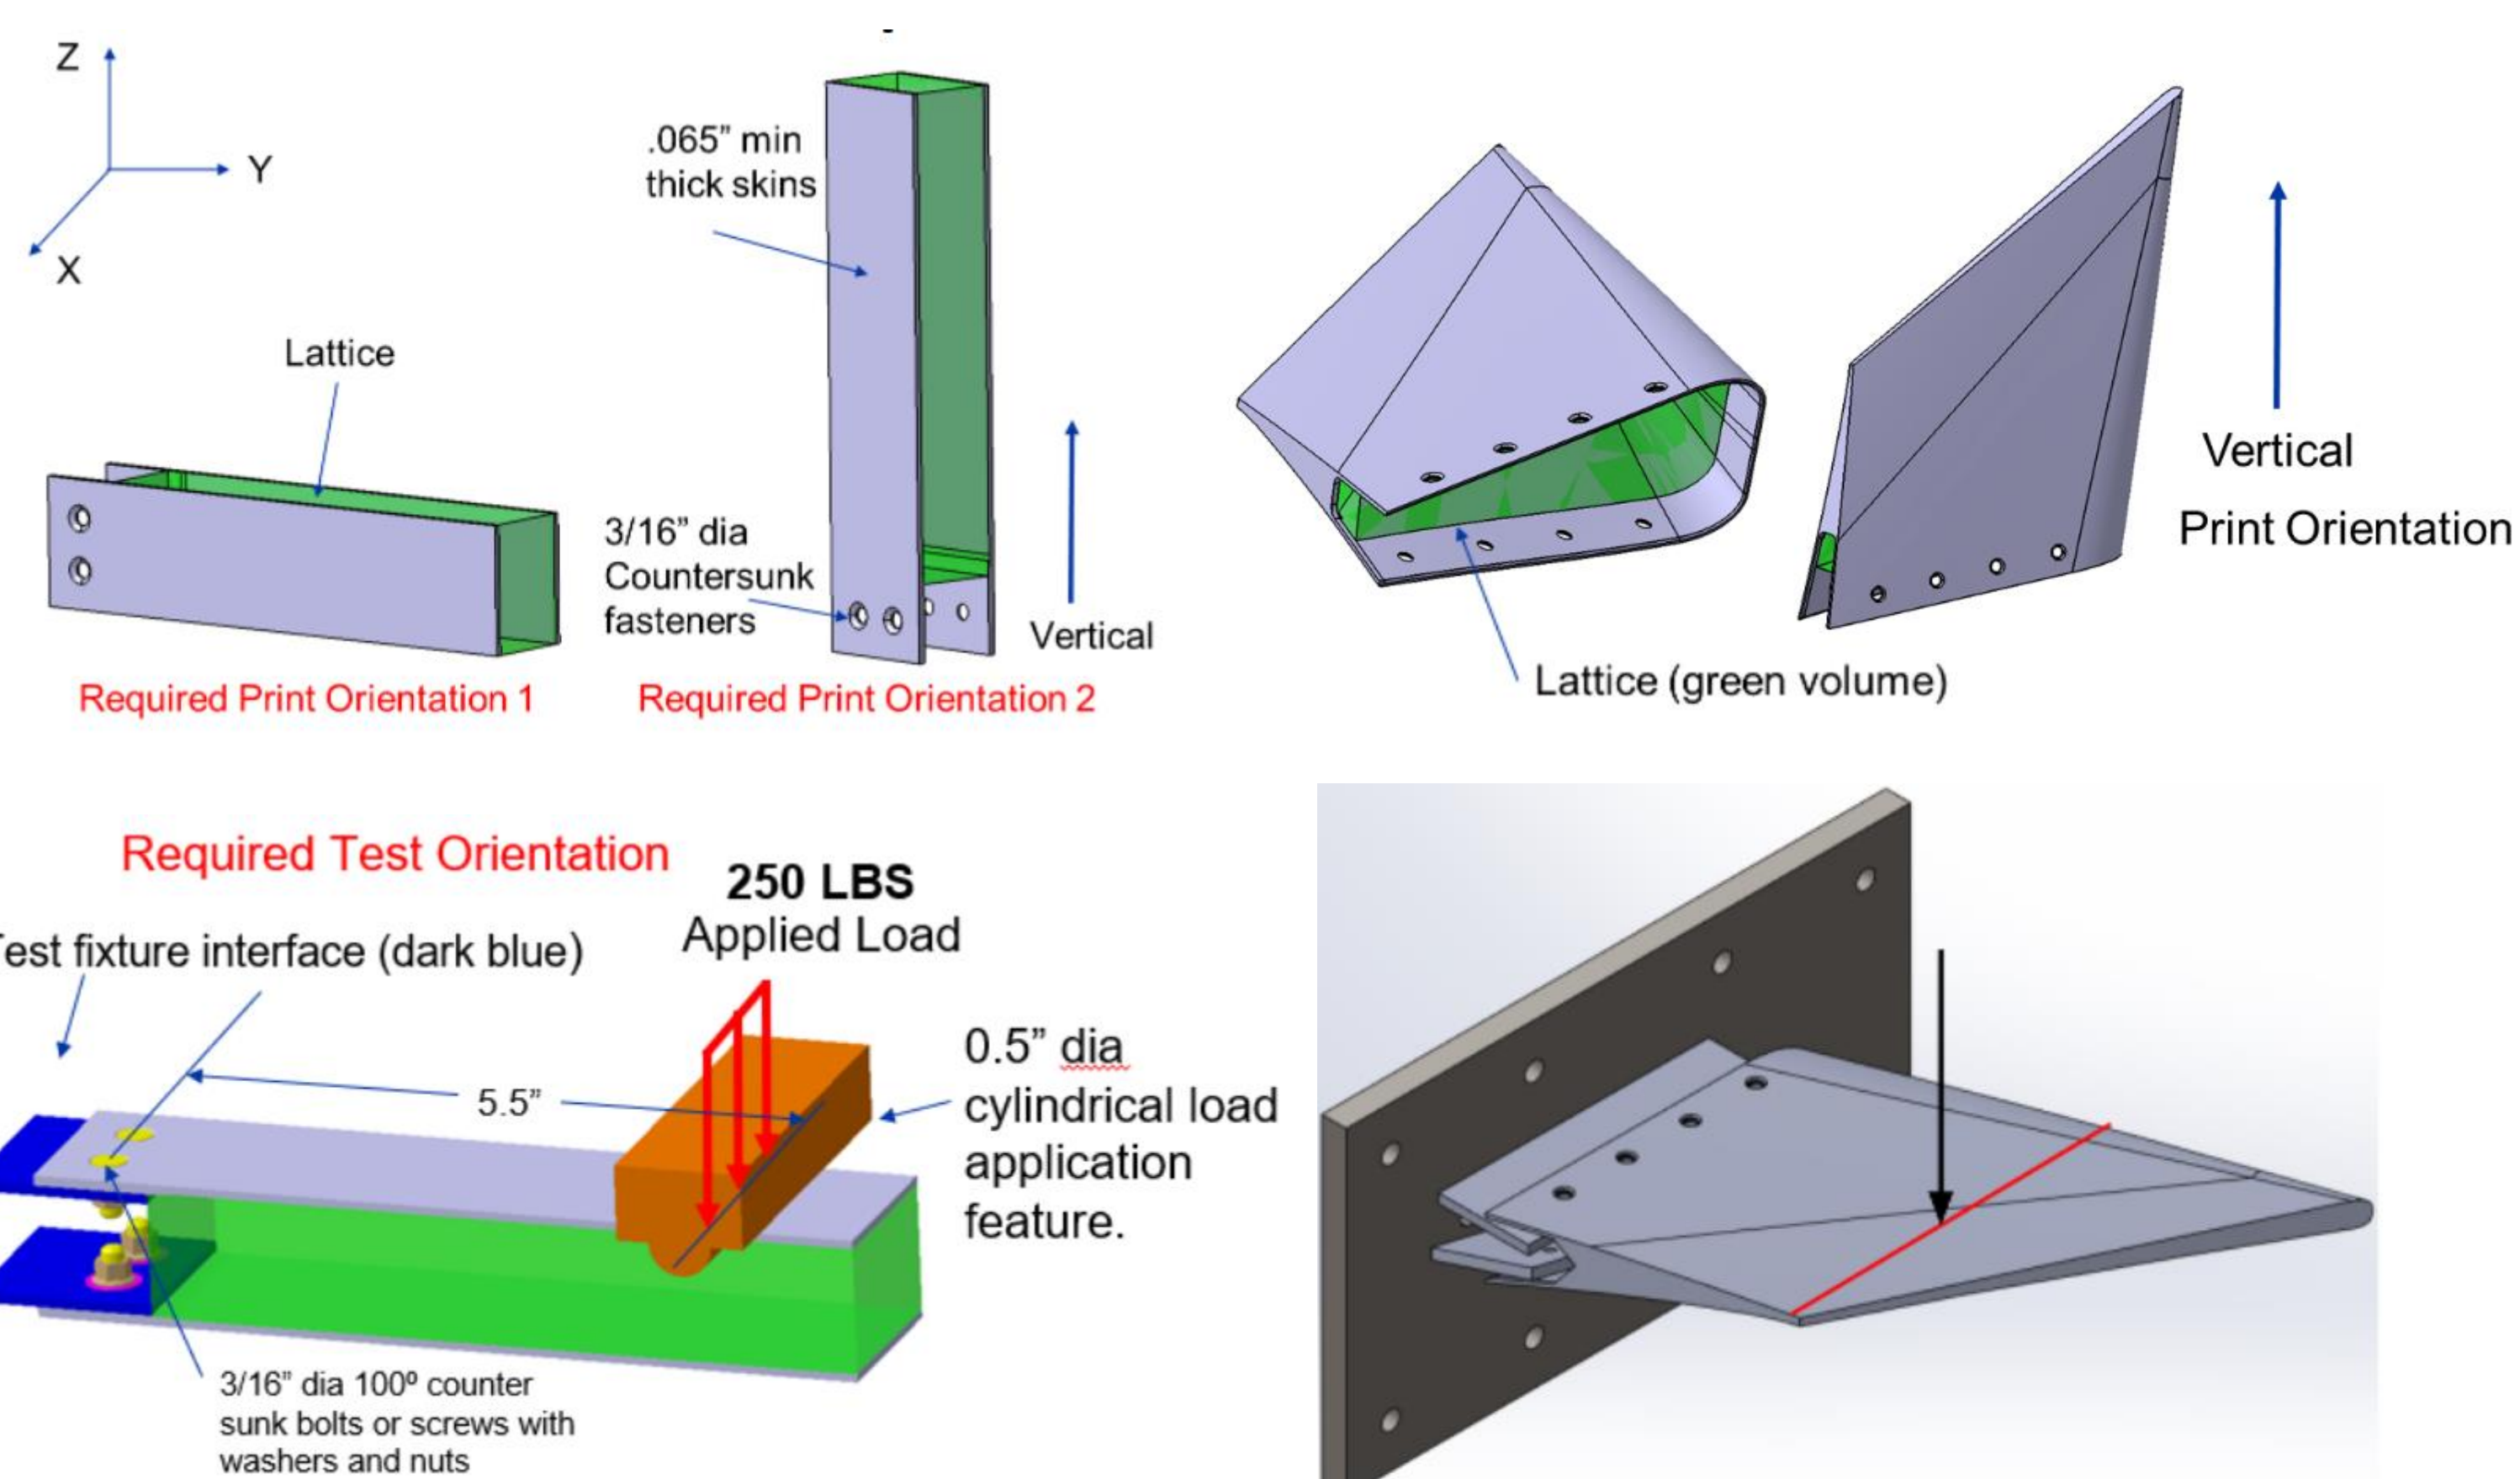 Z
Y
X
Lattice
Required Print Orientation 1
.065” min
thick skins
3/16” dia
Countersunk
fasteners
Vertical
Required Print Orientation 2
Vertical
Print Orientation
Lattice (green volume)
Required Test Orientation
250 LBS
Applied Load
est fixture interface (dark blue)
5.5”
0.5” dia
cylindrical load
application
feature.
3/16” dia 100º counter
sunk bolts or screws with
washers and nuts